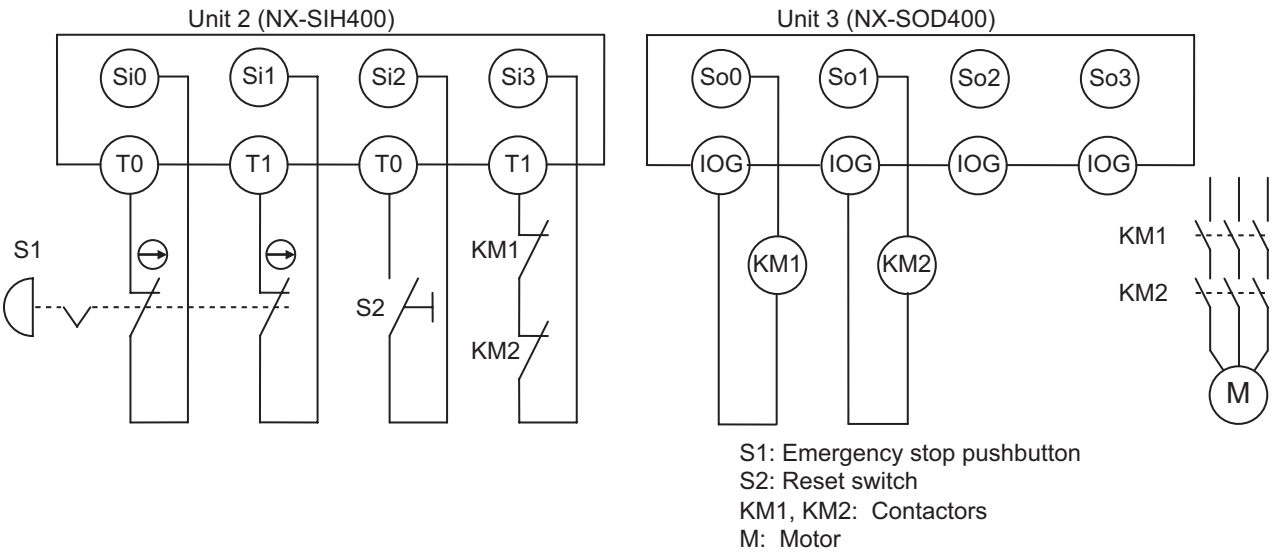 Unit 2 (NX-SIH400) Unit 3 (NX-SOD400)
Si0 Si1 Si2 Si3 So0 So1 So2 So3
T0 T1 T0 T1 IOG IOG IOG IOG
S1 KM1 KM1 KM2 KM1
S2 KM2 KM2
M
S1: Emergency stop pushbutton
S2: Reset switch
KM1, KM2: Contactors
M: Motor